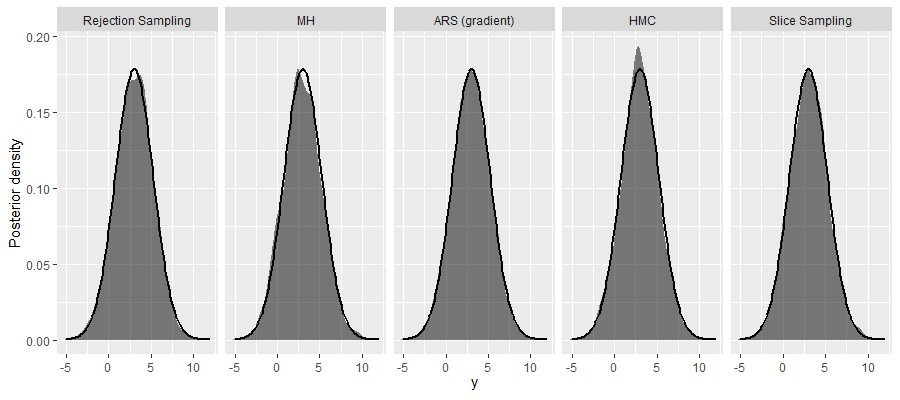 Rejection Sampling MH ARS (gradient) HMC Slice Sampling
0.20
0.15
0.10
0.05
0.00
Posterior density
-5 0 5 10 -5 0 5 10 -5 0 5 10 -5 0 5 10 -5 0 5 10
y